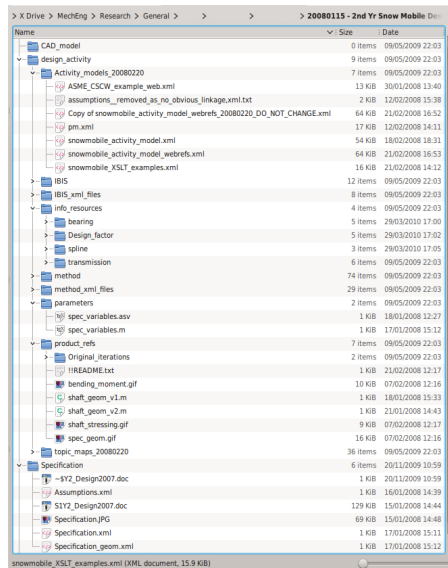 > X Drive > MechEng > Research > General > > > > 20080115 - 2nd Yr Snow Mobile Des
Name Size Date
CAD_model 0 items 09/05/2009 22:03
design_activity 9 items 09/05/2009 22:03
Activity_models_20080220 7 items 09/05/2009 22:03
ASME_CSCW_example_web.xml 13 KiB 30/01/2008 13:40
assumptions__removed_as_no_obvious_linkage,xml.txt 2 KiB 12/02/2008 15:38
Copy of snowmobile_activity_model_webrefs_20080220_DO_NOT_CHANGE.xml 64 KiB 21/02/2008 16:52
pm.xml 17 KiB 12/02/2008 14:11
snowmobile_activity_model.xml 54 KiB 18/02/2008 18:31
snowmobile_activity_model_webrefs.xml 64 KiB 21/02/2008 16:53
snowmobile_XSLT_examples.xml 16 KiB 21/02/2008 14:12
IBIS 12 items 09/05/2009 22:03
IBIS_xml_files 8 items 09/05/2009 22:03
info_resources 4 items 09/05/2009 22:03
bearing 5 items 29/03/2010 17:00
Design_factor 5 items 29/03/2010 17:02
spline 3 items 29/03/2010 17:05
transmission 6 items 09/05/2009 22:03
method 74 items 09/05/2009 22:03
method_xml_files 29 items 09/05/2009 22:03
parameters 2 items 09/05/2009 22:03
spec_variables.asv 1 KiB 18/01/2008 12:27
spec_variables.m 1 KiB 17/01/2008 15:12
product_refs 7 items 09/05/2009 22:03
Original_iterations 2 items 09/05/2009 22:03
!!README.txt 1 KiB 21/02/2008 12:17
bending_moment.gif 10 KiB 07/02/2008 12:16
shaft_geom_v1.m 1 KiB 18/01/2008 15:33
shaft_geom_v2.m 1 KiB 21/01/2008 14:43
shaft_stressing.gif 9 KiB 07/02/2008 12:17
spec_geom.gif 16 KiB 07/02/2008 12:16
topic_maps_20080220 36 items 09/05/2009 22:03
Specification 6 items 20/11/2009 10:59
~$Y2_Design2007.doc 1 KiB 20/11/2009 10:59
Assumptions.xml 1 KiB 16/01/2008 14:39
S1Y2_Design2007.doc 129 KiB 15/01/2008 14:44
Specification.JPG 69 KiB 15/01/2008 14:48
Specification.xml 1 KiB 17/01/2008 15:11
Specification_geom.xml 1 KiB 17/01/2008 15:12
snowmobile_XSLT_examples.xml (XML document, 15.9 KiB)